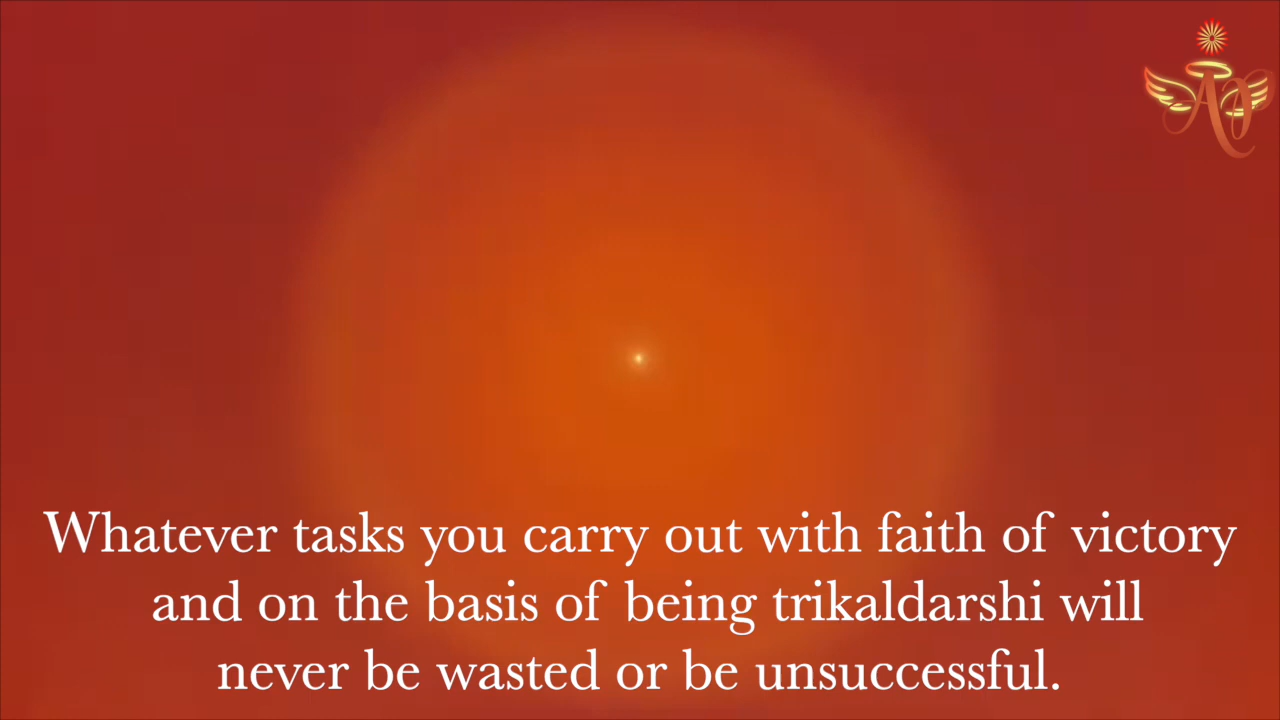 Whatever tasks you carry out with faith of victory
and on the basis of being trikaldarshi will
never be wasted or be unsuccessful.